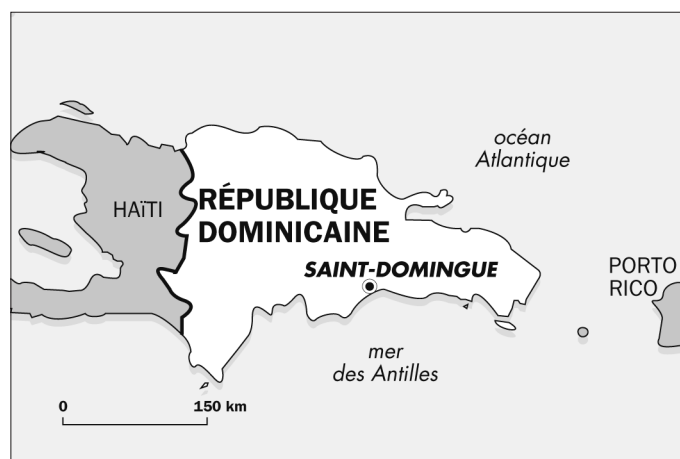 océan
Atlantique
HAïTI
RÉPUBLIQUE
DOMINICAINE
SAINT-DOMINGUE
PORTO
RICO
mer
des Antilles
0 150 km